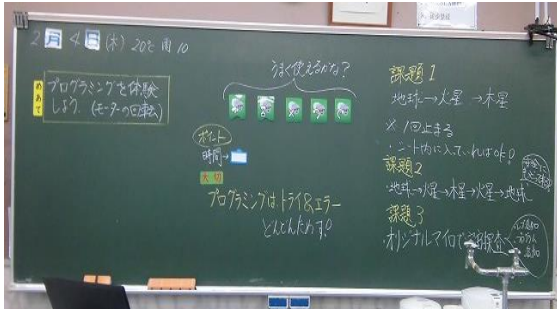 2月4日(木) 20℃ 雨 10
めあて
プログラミングを体験
しよう。(モーターの回転)
うまく使えるかな?
ポイント
時間→
大切
プログラミングは、トライ&エラー
どんどんためす!
課題1
地球→火星→木星
※ 1回止まる
・シート内に入っていればOK!
課題2
・地球→火星→木星→火星→地球
課題3
・オリジナルマイロで